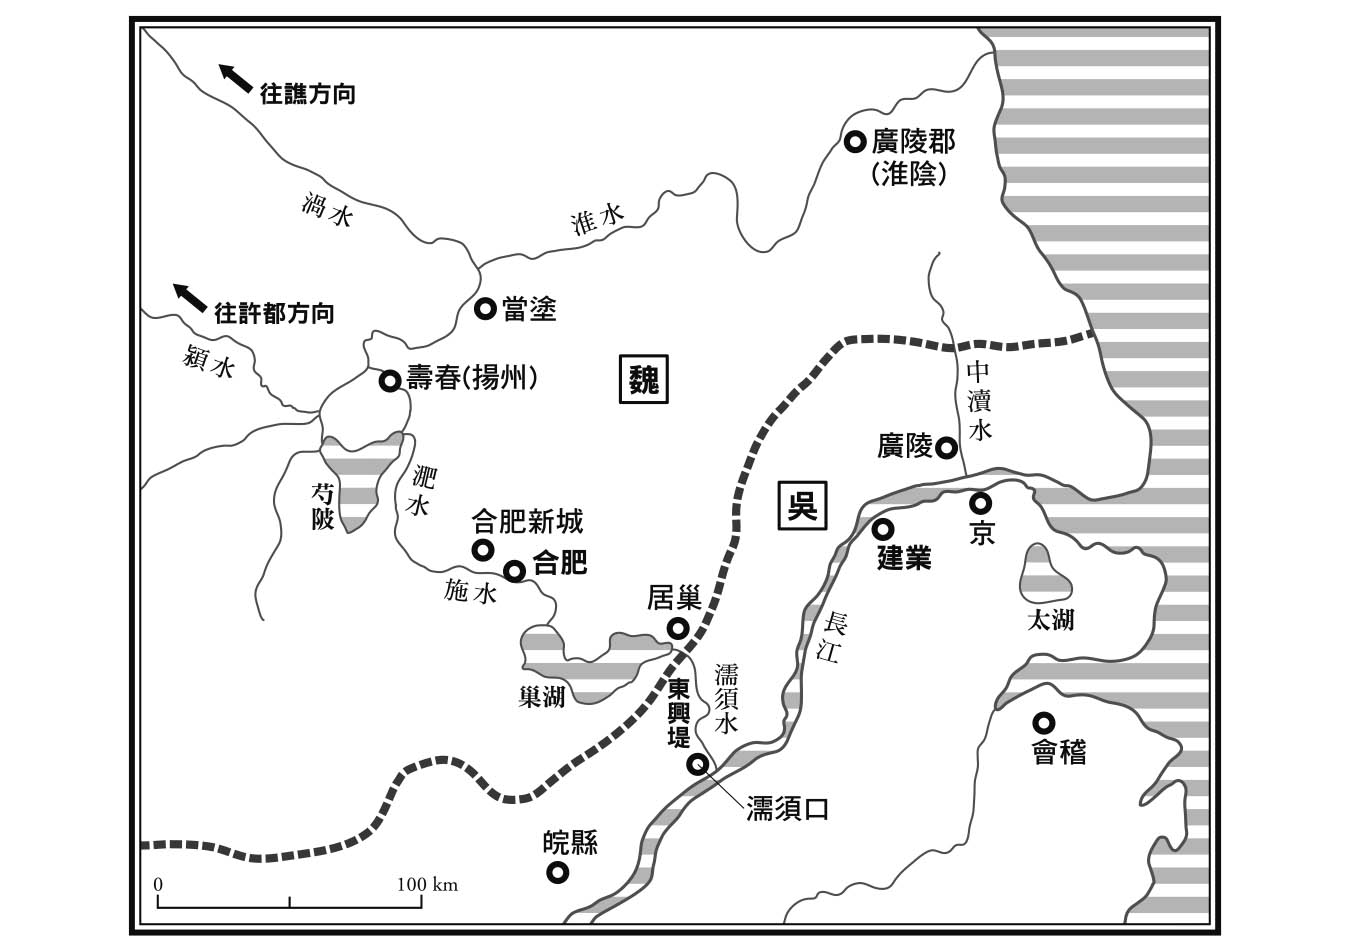 往譙方向
渦水
淮水
廣陵郡
(淮陰)
往許都方向
潁水
當塗
壽春(揚州)
魏
中瀆水
廣陵
吳
京
建業
芍陂
淝水
合肥新城
合肥
施水
居巢
太湖
長江
巢湖
東興堤
濡須水
會稽
濡須口
皖縣
0
100 km